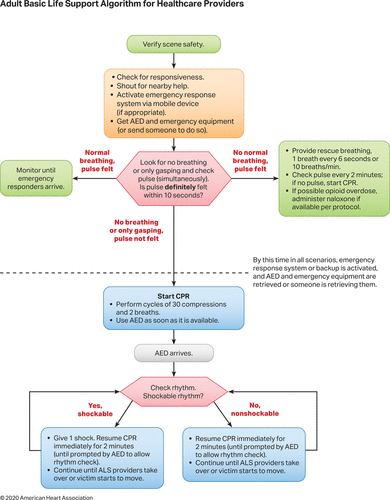 Adult Basic Life Support Algorithm for Healthcare Providers
Verify scene safety.
• Check for responsiveness.
• Shout for nearby help.
• Activate emergency response
system via mobile device
(if appropriate).
• Get AED and emergency equipment
(or send someone to do so).
Normal
breathing,
pulse felt
Monitor until
emergency
responders arrive.
Look for no breathing
or only gasping and check
pulse (simultaneously).
Is pulse definitely felt
within 10 seconds?
No normal
breathing,
pulse felt
• Provide rescue breathing,
1 breath every 6 seconds or
10 breaths/min.
• Check pulse every 2 minutes;
if no pulse, start CPR.
• If possible opioid overdose,
administer naloxone if
available per protocol.
No breathing
or only gasping,
pulse not felt
By this time in all scenarios, emergency
response system or backup is activated,
and AED and emergency equipment are
retrieved or someone is retrieving them.
Start CPR
• Perform cycles of 30 compressions
and 2 breaths.
• Use AED as soon as it is available.
AED arrives.
Check rhythm.
Shockable rhythm?
Yes,
shockable
No,
nonshockable
• Give 1 shock. Resume CPR
immediately for 2 minutes
(until prompted by AED to allow
rhythm check).
• Continue until ALS providers take
over or victim starts to move.
• Resume CPR immediately for
2 minutes (until prompted by AED
to allow rhythm check).
• Continue until ALS providers take
over or victim starts to move.
© 2020 American Heart Association